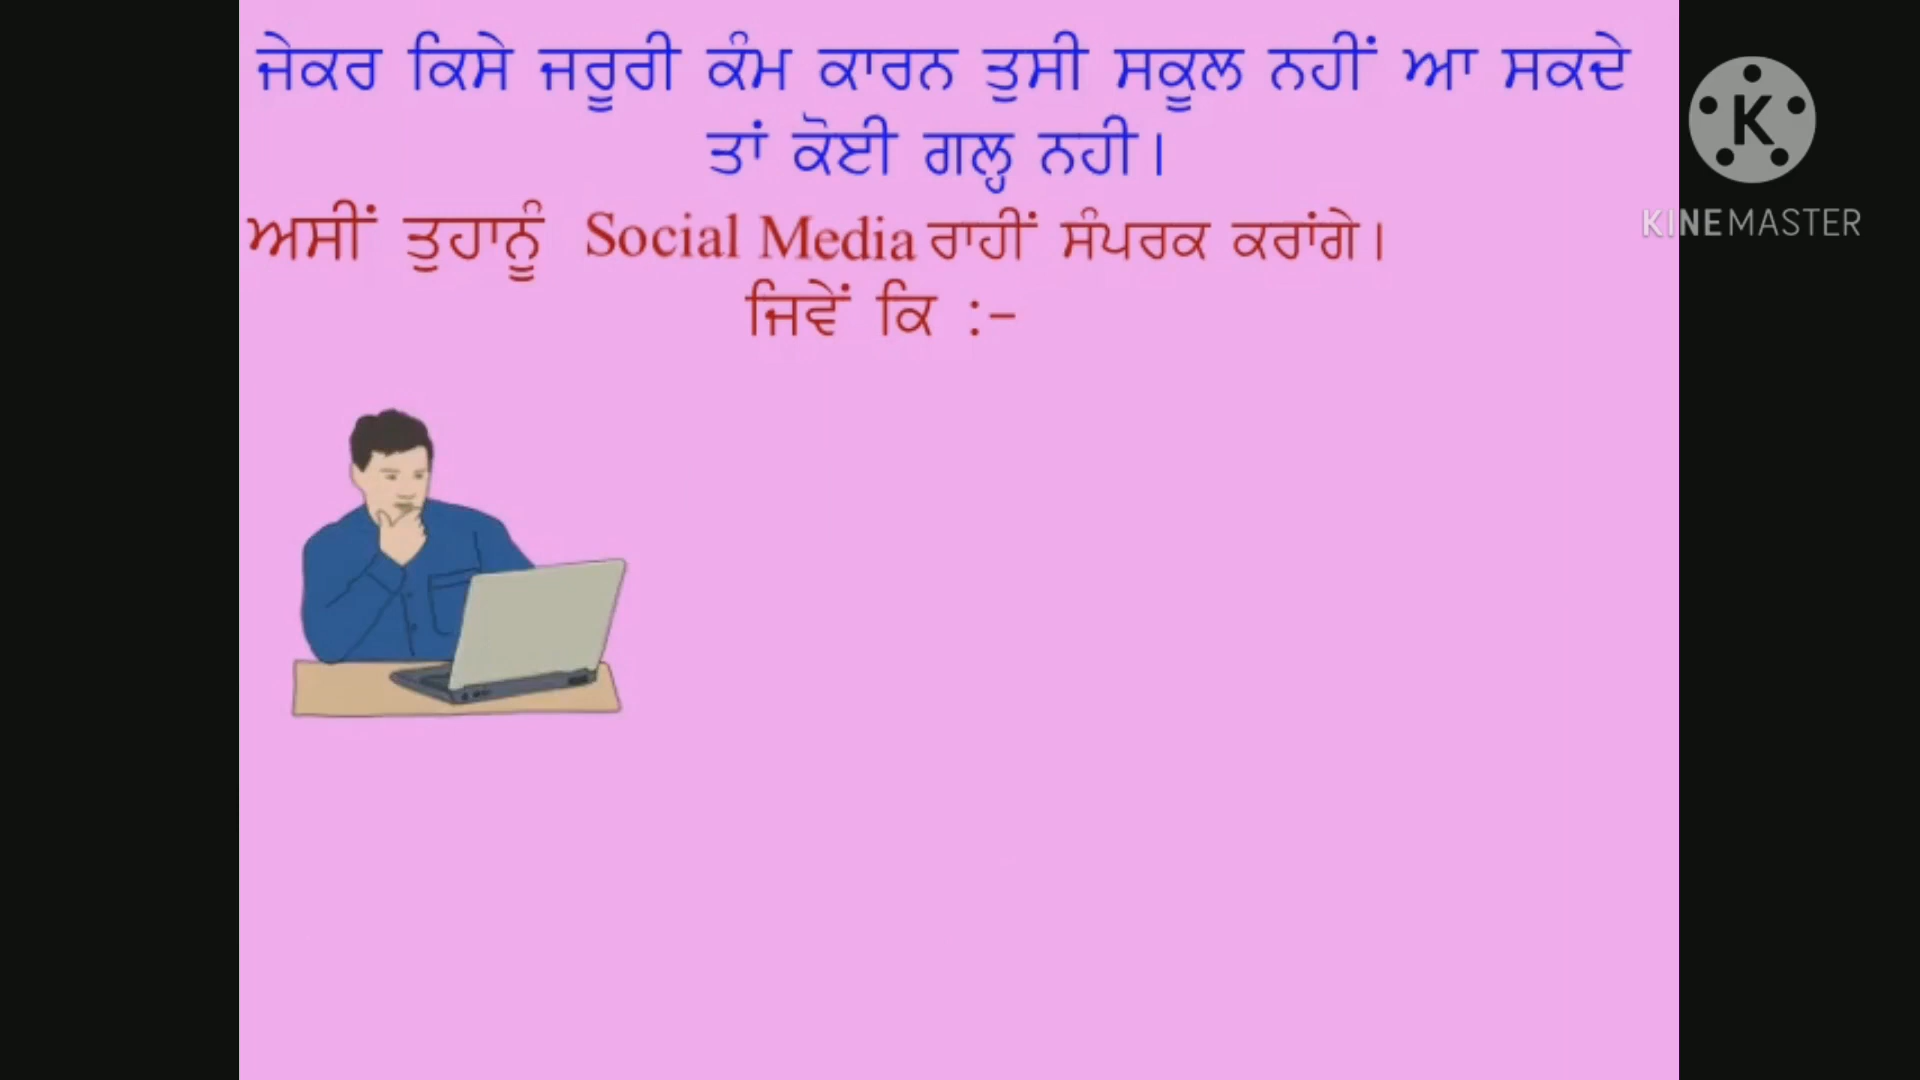 ਜੇਕਰ ਕਿਸੇ ਜਰੂਰੀ ਕੰਮ ਕਾਰਨ ਤੁਸੀ ਸਕੂਲ ਨਹੀਂ ਆ ਸਕਦੇ
ਤਾਂ ਕੋਈ ਗਲ੍ਹ ਨਹੀ।
ਅਸੀਂ ਤੁਹਾਨੂੰ Social Media ਰਾਹੀਂ ਸੰਪਰਕ ਕਰਾਂਗੇ।
ਜਿਵੇਂ ਕਿ :-
K
KINEMASTER